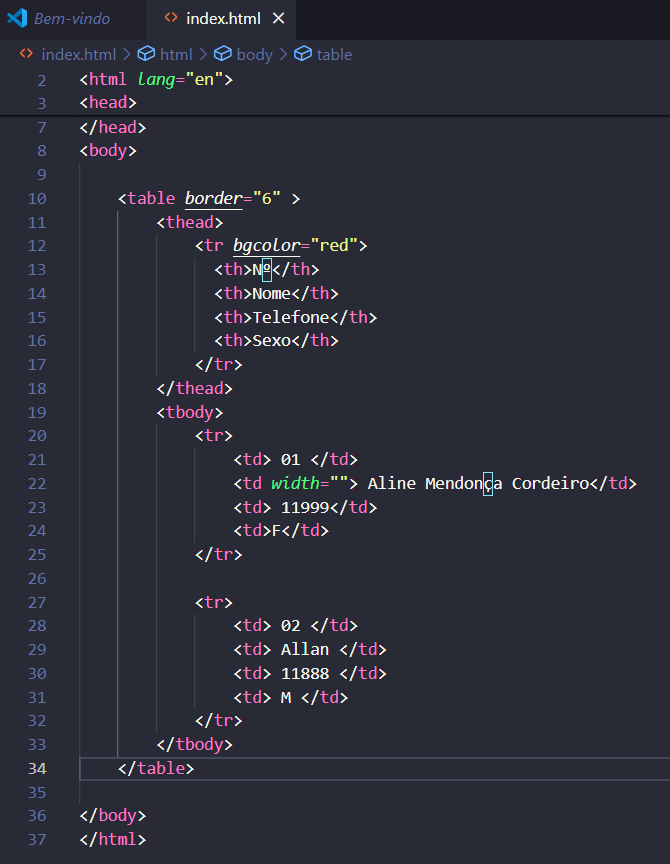 Bem-vindo <> index.html ×
<> index.html > html > body > table
2 <html lang="en">
3 <head>
7 </head>
8 <body>
9
10 <table border="6" >
11 <thead>
12 <tr bgcolor="red">
13 <th>Nº</th>
14 <th>Nome</th>
15 <th>Telefone</th>
16 <th>Sexo</th>
17 </tr>
18 </thead>
19 <tbody>
20 <tr>
21 <td> 01 </td>
22 <td width=""> Aline Mendonça Cordeiro</td>
23 <td> 11999</td>
24 <td>F</td>
25 </tr>
26
27 <tr>
28 <td> 02 </td>
29 <td> Allan </td>
30 <td> 11888 </td>
31 <td> M </td>
32 </tr>
33 </tbody>
34 </table>
35
36 </body>
37 </html>